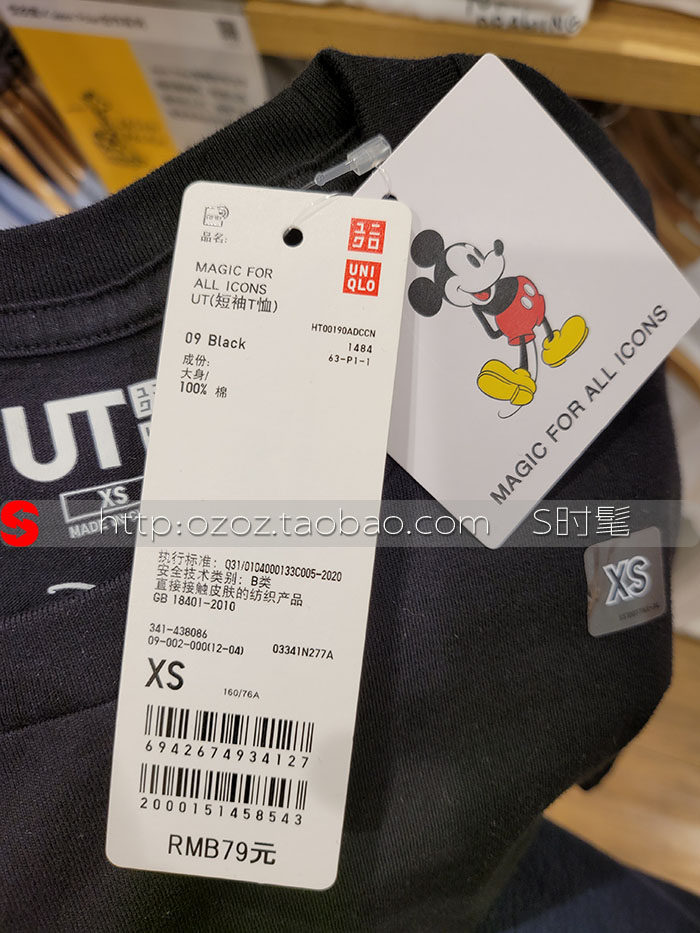 品名:
ユニ
クロ
UNI
QLO
MAGIC FOR
ALL ICONS
UT(短袖T恤)
HT00190ADCCN
09 Black
1484
63-P1-1
成份:
大身/
100% 棉
MAGIC FOR ALL ICONS
UT
XS
S
http:ozoz.taobao.com
S时髦
执行标准: Q31/0104000133C005-2020
安全技术类别: B类
直接接触皮肤的纺织产品
GB 18401-2010
341-438086
09-002-000(12-04)
03341N277A
XS
160/76A
6942674934127
2000151458543
RMB79元
XS